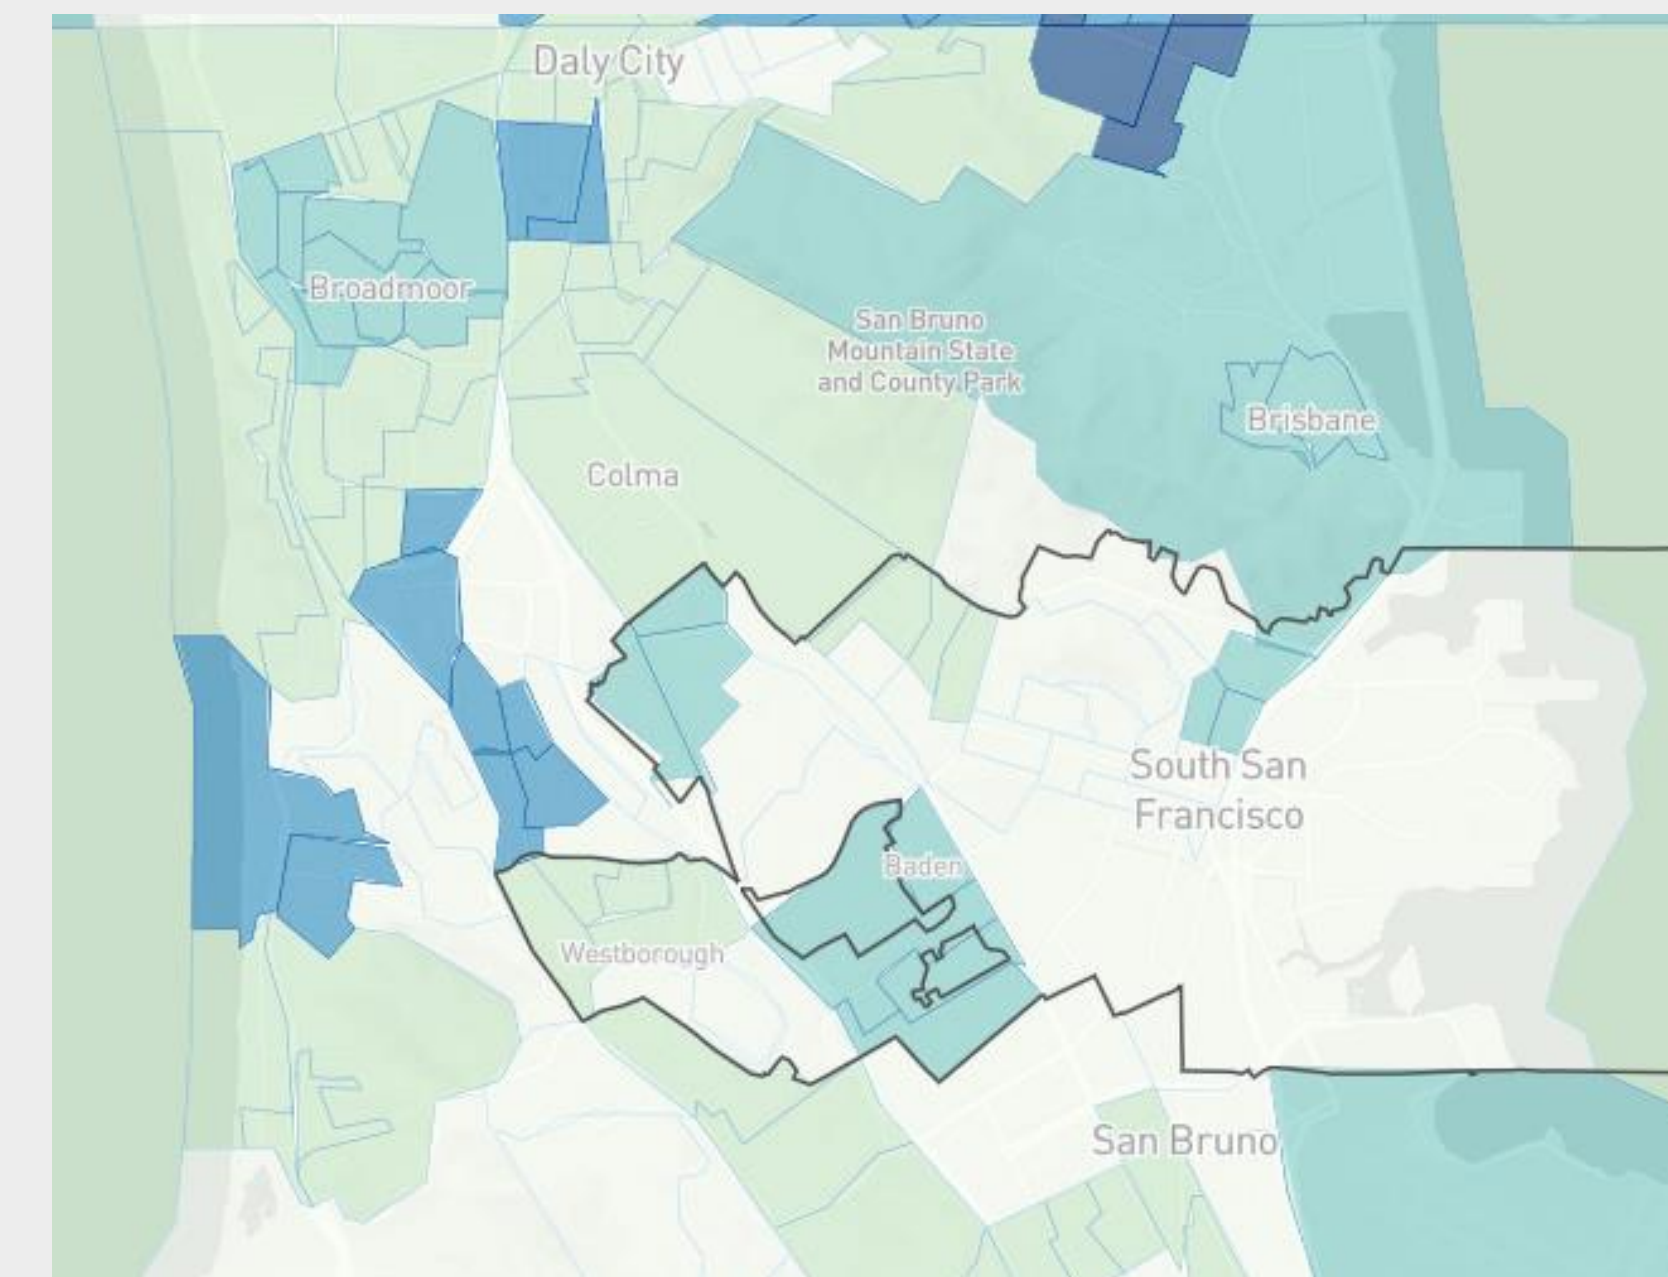 Daly City
Broadmoor
San Bruno
Mountain State
and County Park
Brisbane
Colma
South San
Francisco
Baden
Westborough
San Bruno